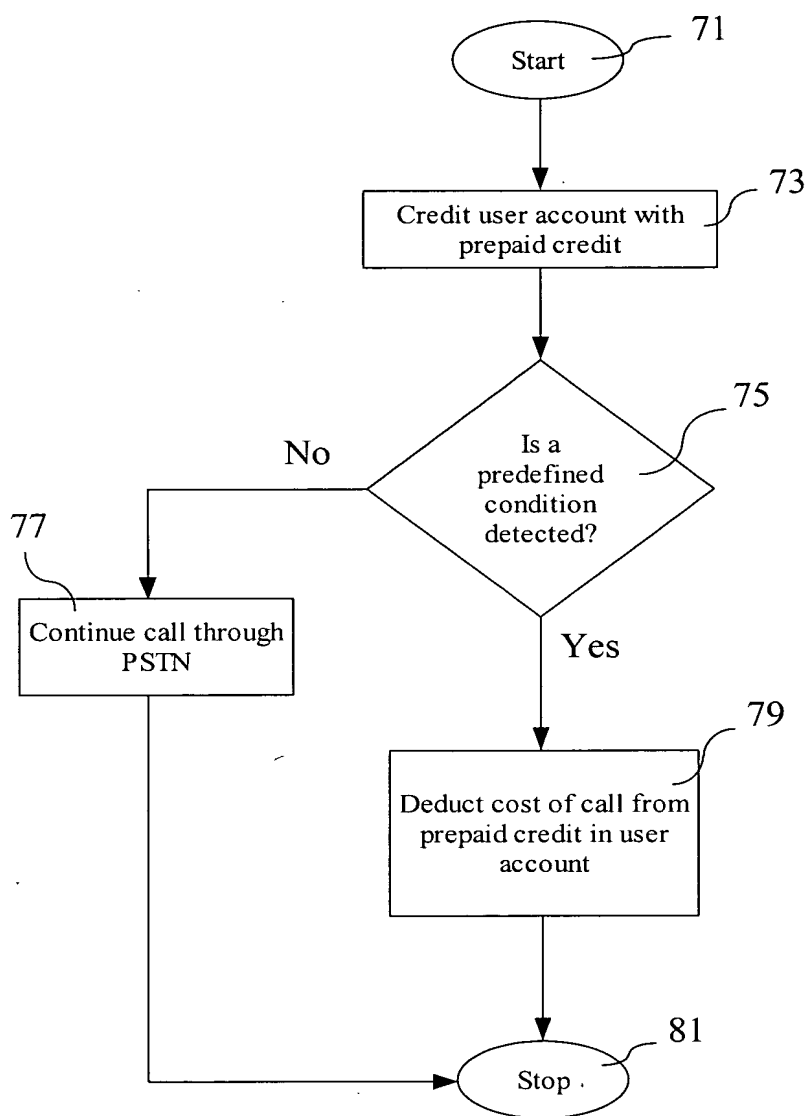 71
Start
73
Credit user account with
prepaid credit
75
Is a
predefined
condition
detected?
No
77
Continue call through
PSTN
Yes
79
Deduct cost of call from
prepaid credit in user
account
81
Stop